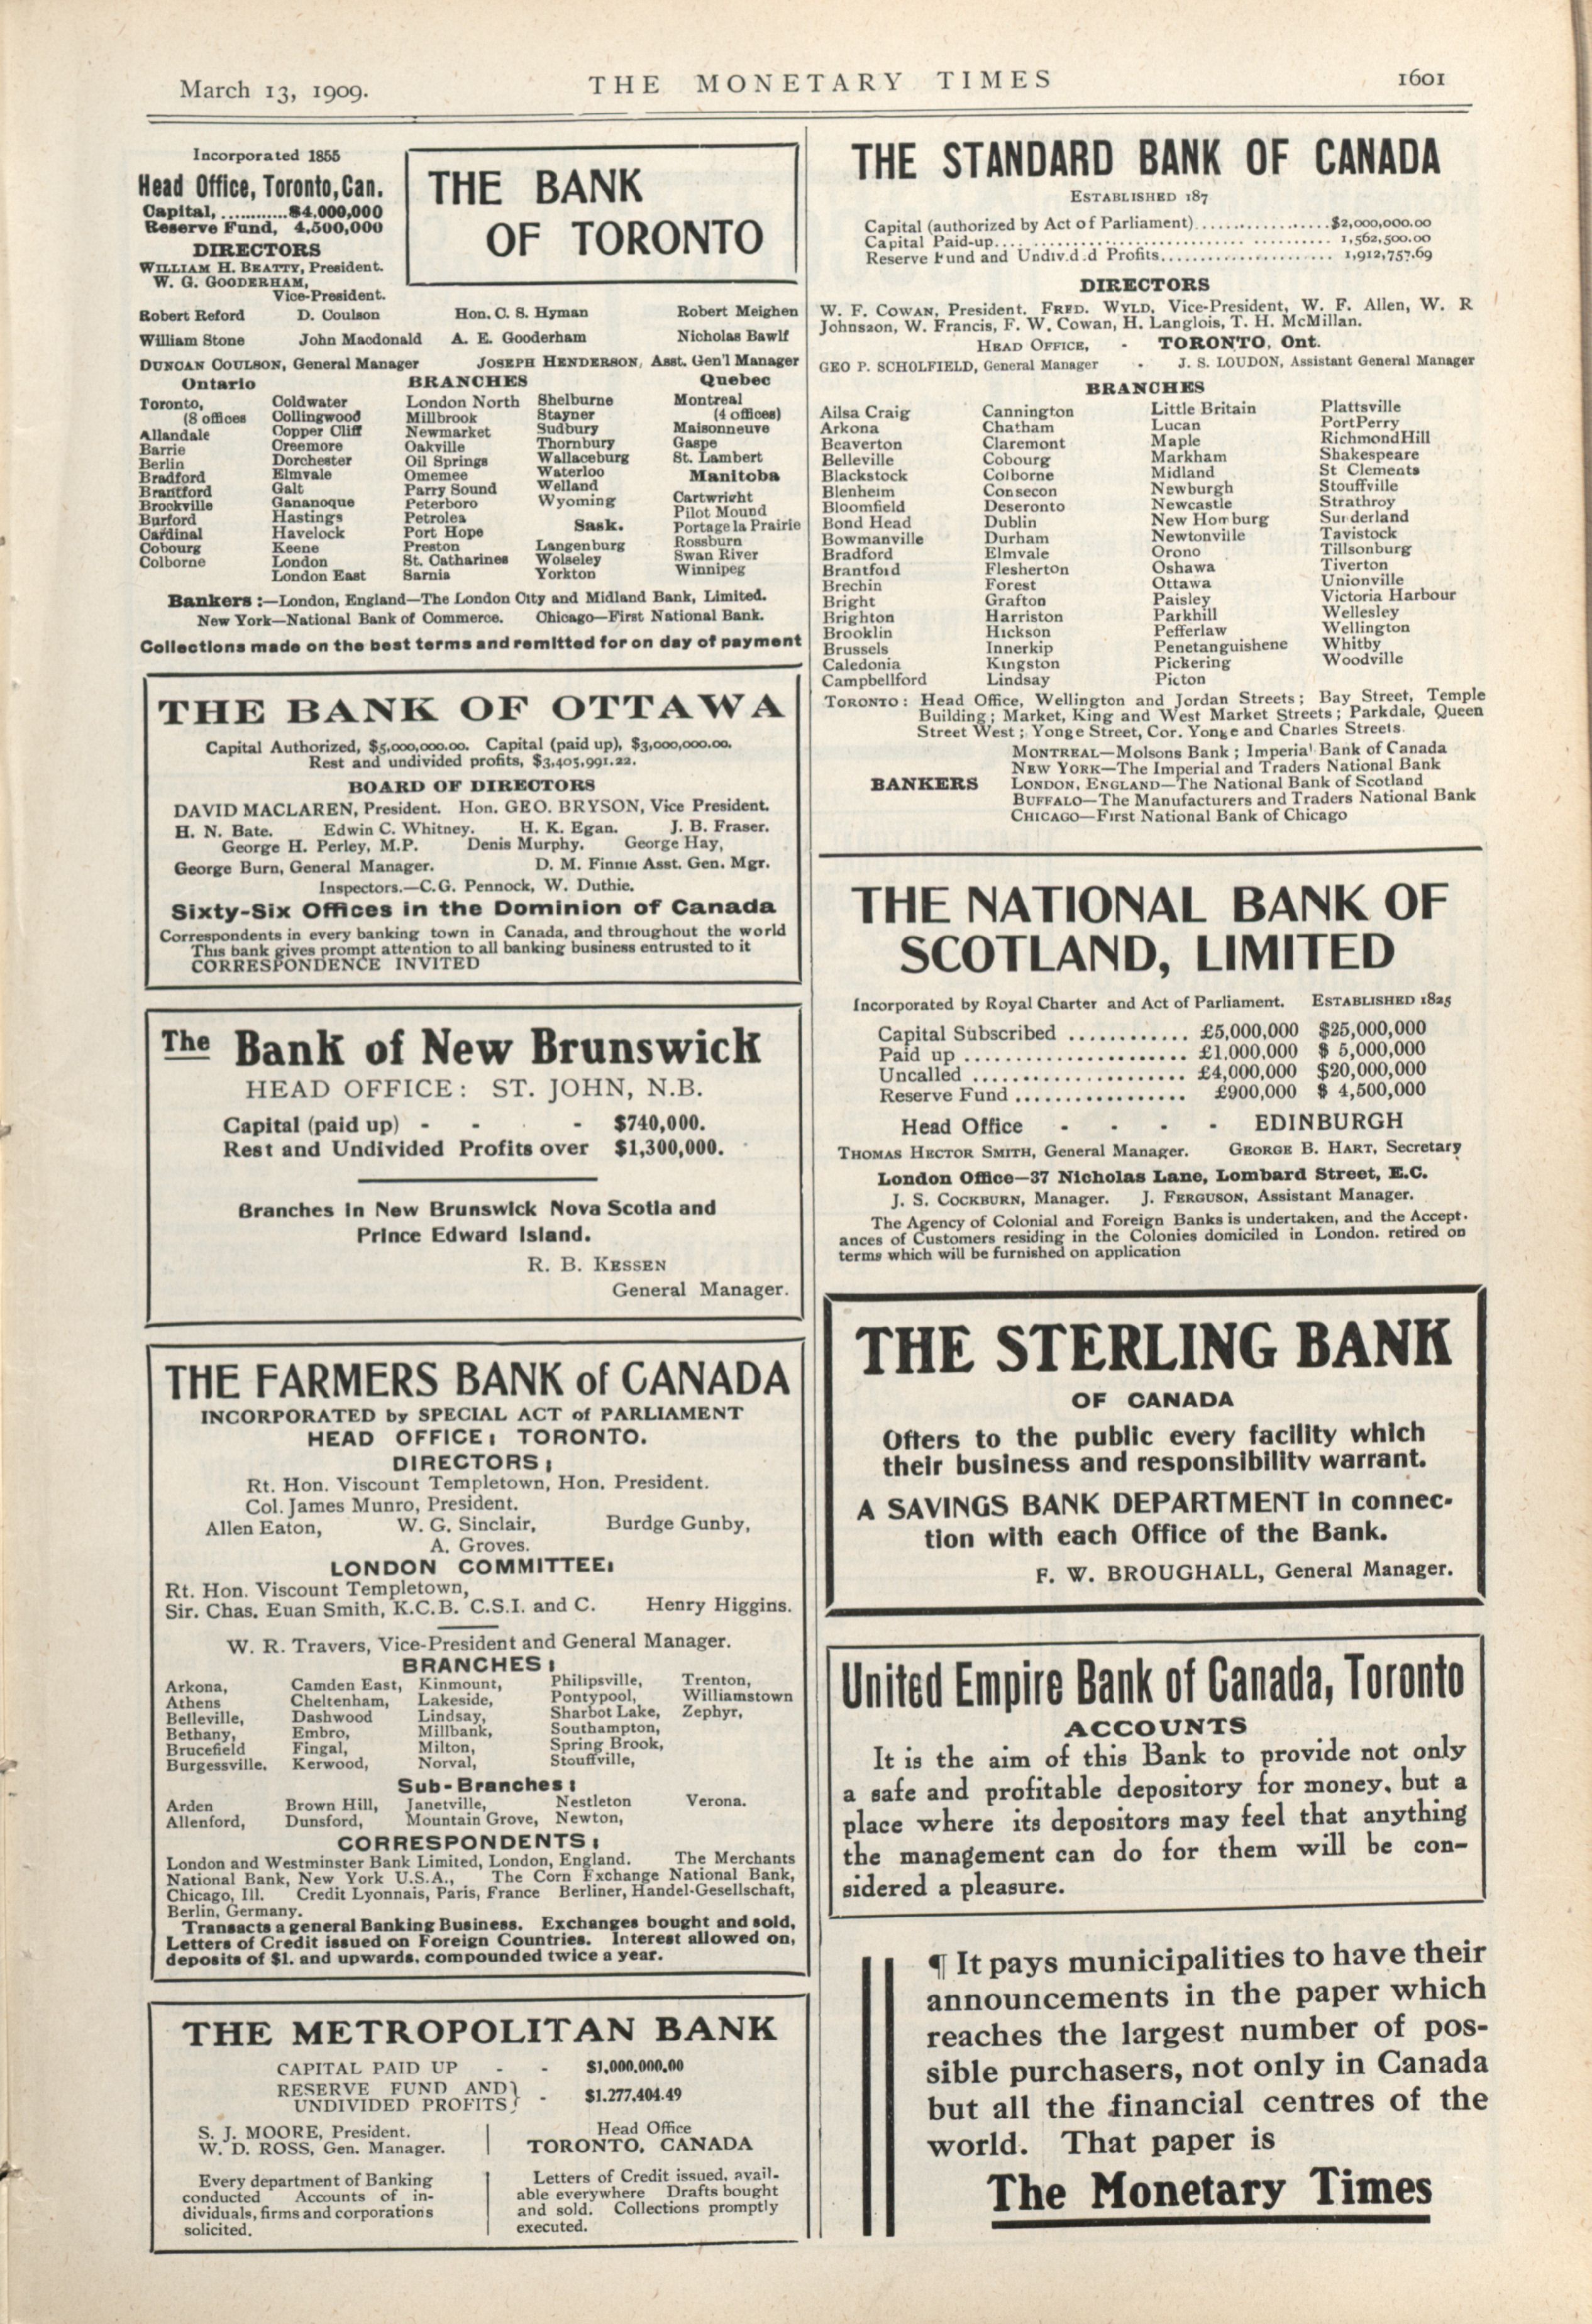 March 13, 1909.
THE MONETARY TIMES
1601
Incorporated 1855
Head Office, Toronto, Can.
Capital, ...........$4,000,000
Reserve Fund, 4,500,000
DIRECTORS
WILLIAM H. BEATTY, President.
W. G. GOODERHAM,
Vice-President.
THE BANK
OF TORONTO
Robert Reford D. Coulson Hon. C. S. Hyman Robert Meighen
William Stone John Macdonald A. E. Gooderham Nicholas Bawlf
DUNCAN COULSON, General Manager JOSEPH HENDERSON, Asst. Gen'l Manager
BRANCHES
Ontario
Toronto,
(8 offices
Allandale
Barrie
Berlin
Bradford
Brantford
Brockville
Burford
Cardinal
Cobourg
Colborne
Coldwater
Collingwood
Copper Cliff
Creemore
Dorchester
Elmvale
Galt
Gananoque
Hastings
Havelock
Keene
London
London East
London North
Millbrook
Newmarket
Oakville
Oil Springs
Omemee
Parry Sound
Peterboro
Petrolea
Port Hope
Preston
St. Catharines
Sarnia
Shelburne
Stayner
Sudbury
Thornbury
Wallaceburg
Waterloo
Welland
Wyoming
Sask.
Langenburg
Wolseley
Yorkton
Quebec
Montreal
(4 offices)
Maisonneuve
Gaspe
St. Lambert
Manitoba
Cartwright
Pilot Mound
Portage la Prairie
Rossburn
Swan River
Winnipeg
Bankers :—London, England—The London City and Midland Bank, Limited.
New York—National Bank of Commerce. Chicago—First National Bank.
Collections made on the best terms and remitted for on day of payment
THE BANK OF OTTAWA
Capital Authorized, $5,000,000.00. Capital (paid up), $3,000,000.00.
Rest and undivided profits, $3,405,991.22.
BOARD OF DIRECTORS
DAVID MACLAREN, President. Hon. GEO. BRYSON, Vice President.
H. N. Bate. Edwin C. Whitney. H. K. Egan. J. B. Fraser.
George H. Perley, M.P. Denis Murphy. George Hay,
George Burn, General Manager. D. M. Finnie Asst. Gen. Mgr.
Inspectors.—C.G. Pennock, W. Duthie.
Sixty-Six Offices in the Dominion of Canada
Correspondents in every banking town in Canada, and throughout the world
This bank gives prompt attention to all banking business entrusted to it
CORRESPONDENCE INVITED
The Bank of New Brunswick
HEAD OFFICE: ST. JOHN, N.B.
Capital (paid up) - - - $740,000.
Rest and Undivided Profits over $1,300,000.
Branches in New Brunswick Nova Scotia and
Prince Edward Island.
R. B. KESSEN
General Manager.
THE FARMERS BANK of CANADA
INCORPORATED by SPECIAL ACT of PARLIAMENT
HEAD OFFICE; TORONTO.
DIRECTORS;
Rt. Hon. Viscount Templetown, Hon. President.
Col. James Munro, President.
Allen Eaton, W. G. Sinclair, Burdge Gunby,
A. Groves.
LONDON COMMITTEE:
Rt. Hon. Viscount Templetown,
Sir. Chas. Euan Smith, K.C.B. C.S.I. and C. Henry Higgins.
W. R. Travers, Vice-President and General Manager.
BRANCHES;
Arkona, Camden East, Kinmount, Philipsville, Trenton,
Athens Cheltenham, Lakeside, Pontypool, Williamstown
Belleville, Dashwood Lindsay, Sharbot Lake, Zephyr,
Bethany, Embro, Millbank, Southampton,
Brucefield Fingal, Milton, Spring Brook,
Burgessville. Kerwood, Norval, Stouffville,
Sub-Branches:
Arden Brown Hill, Janetville, Nestleton Verona.
Allenford, Dunsford, Mountain Grove, Newton,
CORRESPONDENTS:
London and Westminster Bank Limited, London, England. The Merchants
National Bank, New York U.S.A., The Corn Exchange National Bank,
Chicago, Ill. Credit Lyonnais, Paris, France Berliner, Handel-Gesellschaft,
Berlin, Germany.
Transacts a general Banking Business. Exchanges bought and sold,
Letters of Credit issued on Foreign Countries. Interest allowed on,
deposits of $1. and upwards, compounded twice a year.
THE METROPOLITAN BANK
CAPITAL PAID UP - - $1,000,000.00
RESERVE FUND AND
UNDIVIDED PROFITS} - $1,277,404.49
S. J. MOORE, President.
W. D. ROSS, Gen. Manager.
Head Office
TORONTO, CANADA
Every department of Banking
conducted Accounts of in-
dividuals, firms and corporations
solicited.
Letters of Credit issued, avail-
able everywhere Drafts bought
and sold. Collections promptly
executed.
THE STANDARD BANK OF CANADA
ESTABLISHED 187
Capital (authorized by Act of Parliament)..................$2,000,000.00
Capital Paid-up.................................... 1,562,500.00
Reserve Fund and Undiv.d.d Profits...................... 1,912,757.69
DIRECTORS
W. F. COWAN, President, FRED. WYLD, Vice-President, W. F. Allen, W. R
Johnsaon, W. Francis, F. W. Cowan, H. Langlois, T. H. McMillan.
HEAD OFFICE, - TORONTO, Ont.
GEO P. SCHOLFIELD, General Manager - J. S. LOUDON, Assistant General Manager
BRANCHES
Ailsa Craig
Arkona
Beaverton
Belleville
Blackstock
Blenheim
Bloomfield
Bond Head
Bowmanville
Bradford
Brantford
Brechin
Bright
Brighton
Brooklin
Brussels
Caledonia
Campbellford
Cannington
Chatham
Claremont
Cobourg
Colborne
Consecon
Deseronto
Dublin
Durham
Elmvale
Flesherton
Forest
Grafton
Harriston
Hickson
Innerkip
Kingston
Lindsay
Little Britain
Lucan
Maple
Markham
Midland
Newburgh
Newcastle
New Homburg
Newtonville
Orono
Oshawa
Ottawa
Paisley
Parkhill
Pefferlaw
Penetanguishene
Pickering
Picton
Plattsville
Port Perry
Richmond Hill
Shakespeare
St Clements
Stouffville
Strathroy
Sunderland
Tavistock
Tillsonburg
Tiverton
Unionville
Victoria Harbour
Wellesley
Wellington
Whitby
Woodville
TORONTO: Head Office, Wellington and Jordan Streets; Bay Street, Temple
Building; Market, King and West Market Streets; Parkdale, Queen
Street West; Yonge Street, Cor. Yonge and Charles Streets.
BANKERS
MONTREAL—Molsons Bank; Imperial Bank of Canada
NEW YORK—The Imperial and Traders National Bank
LONDON, ENGLAND—The National Bank of Scotland
BUFFALO—The Manufacturers and Traders National Bank
CHICAGO—First National Bank of Chicago
THE NATIONAL BANK OF
SCOTLAND, LIMITED
Incorporated by Royal Charter and Act of Parliament. ESTABLISHED 1825
Capital Subscribed ............ £5,000,000 $25,000,000
Paid up ...................... £1,000,000 $ 5,000,000
Uncalled ..................... £4,000,000 $20,000,000
Reserve Fund ................. £900,000 $ 4,500,000
Head Office - - - - EDINBURGH
THOMAS HECTOR SMITH, General Manager. GEORGE B. HART, Secretary
London Office—37 Nicholas Lane, Lombard Street, E.C.
J. S. COCKBURN, Manager. J. FERGUSON, Assistant Manager.
The Agency of Colonial and Foreign Banks is undertaken, and the Accept-
ances of Customers residing in the Colonies domiciled in London, retired on
terms which will be furnished on application
THE STERLING BANK
OF CANADA
Offers to the public every facility which
their business and responsibility warrant.
A SAVINGS BANK DEPARTMENT in connec-
tion with each Office of the Bank.
F. W. BROUGHALL, General Manager.
United Empire Bank of Canada, Toronto
ACCOUNTS
It is the aim of this Bank to provide not only
a safe and profitable depository for money, but a
place where its depositors may feel that anything
the management can do for them will be con-
sidered a pleasure.
¶ It pays municipalities to have their
announcements in the paper which
reaches the largest number of pos-
sible purchasers, not only in Canada
but all the financial centres of the
world. That paper is
The Monetary Times